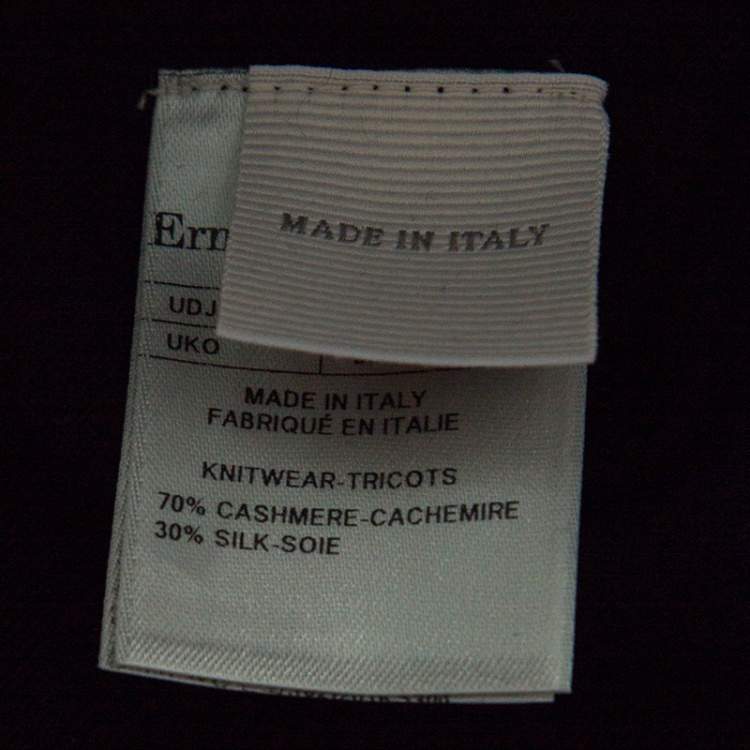 MADE IN ITALY
Ern
UDJ
UKO
MADE IN ITALY
FABRIQUÉ EN ITALIE
KNITWEAR-TRICOTS
70% CASHMERE-CACHEMIRE
30% SILK-SOIE